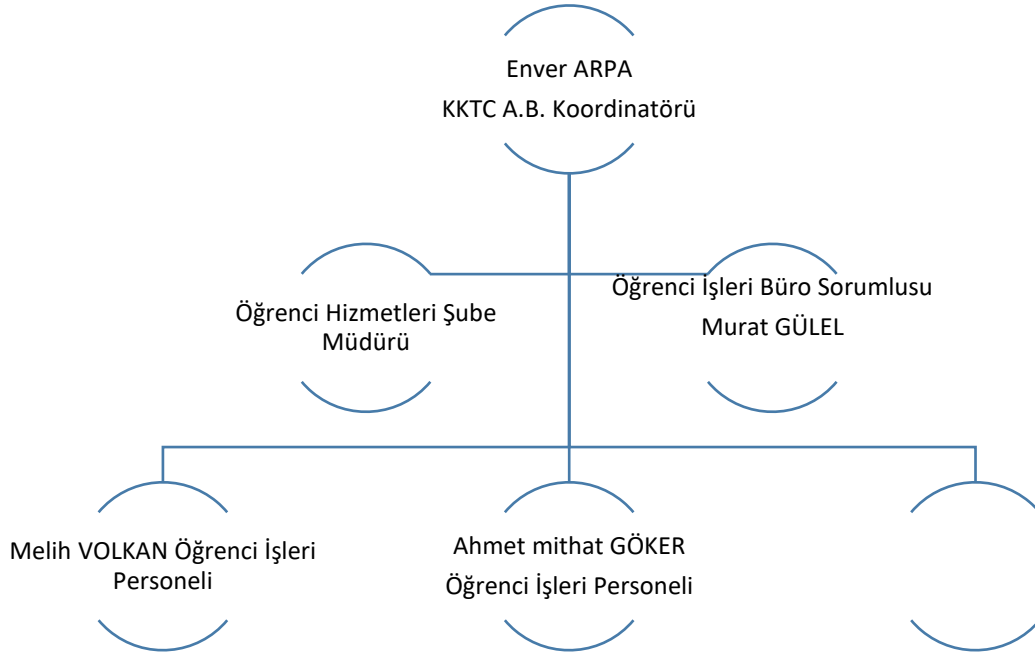 Enver ARPA
KKTC A.B. Koordinatörü
Öğrenci Hizmetleri Şube
Müdürü
Öğrenci İşleri Büro Sorumlusu
Murat GÜLEL
Melih VOLKAN Öğrenci İşleri
Personeli
Ahmet mithat GÖKER
Öğrenci İşleri Personeli